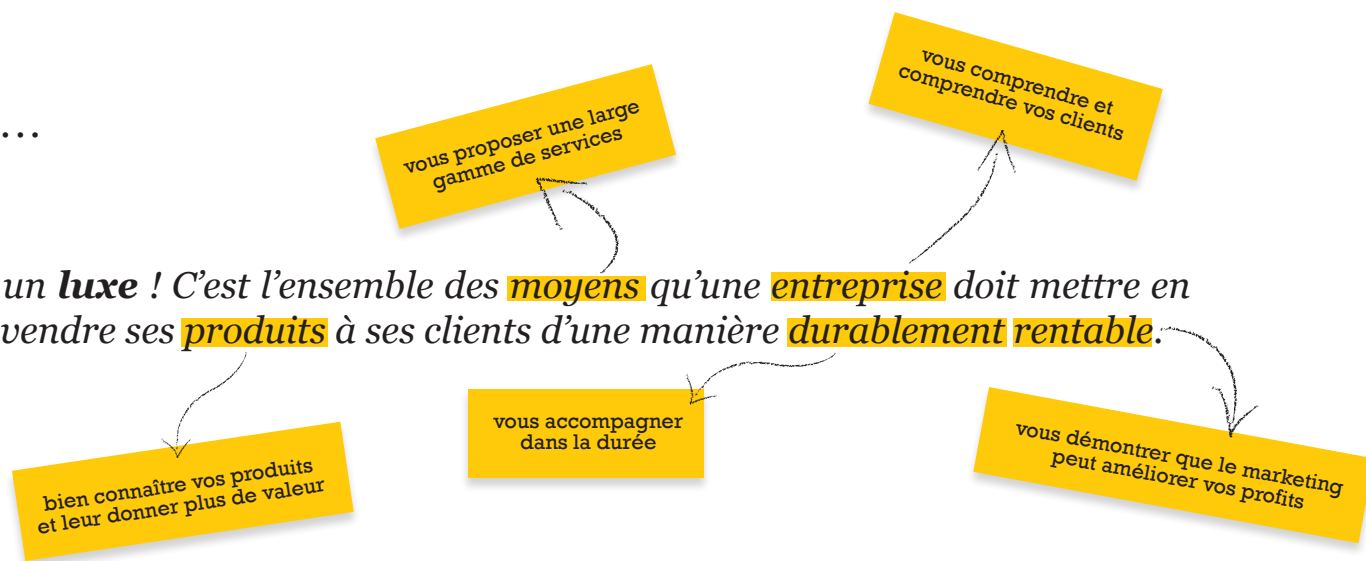 vous comprendre et
comprendre vos clients
...
vous proposer une large
gamme de services
un luxe ! C’est l’ensemble des moyens qu’une entreprise doit mettre en
vendre ses produits à ses clients d’une manière durablement rentable.
vous accompagner
dans la durée
vous démontrer que le marketing
peut améliorer vos profits
bien connaître vos produits
et leur donner plus de valeur